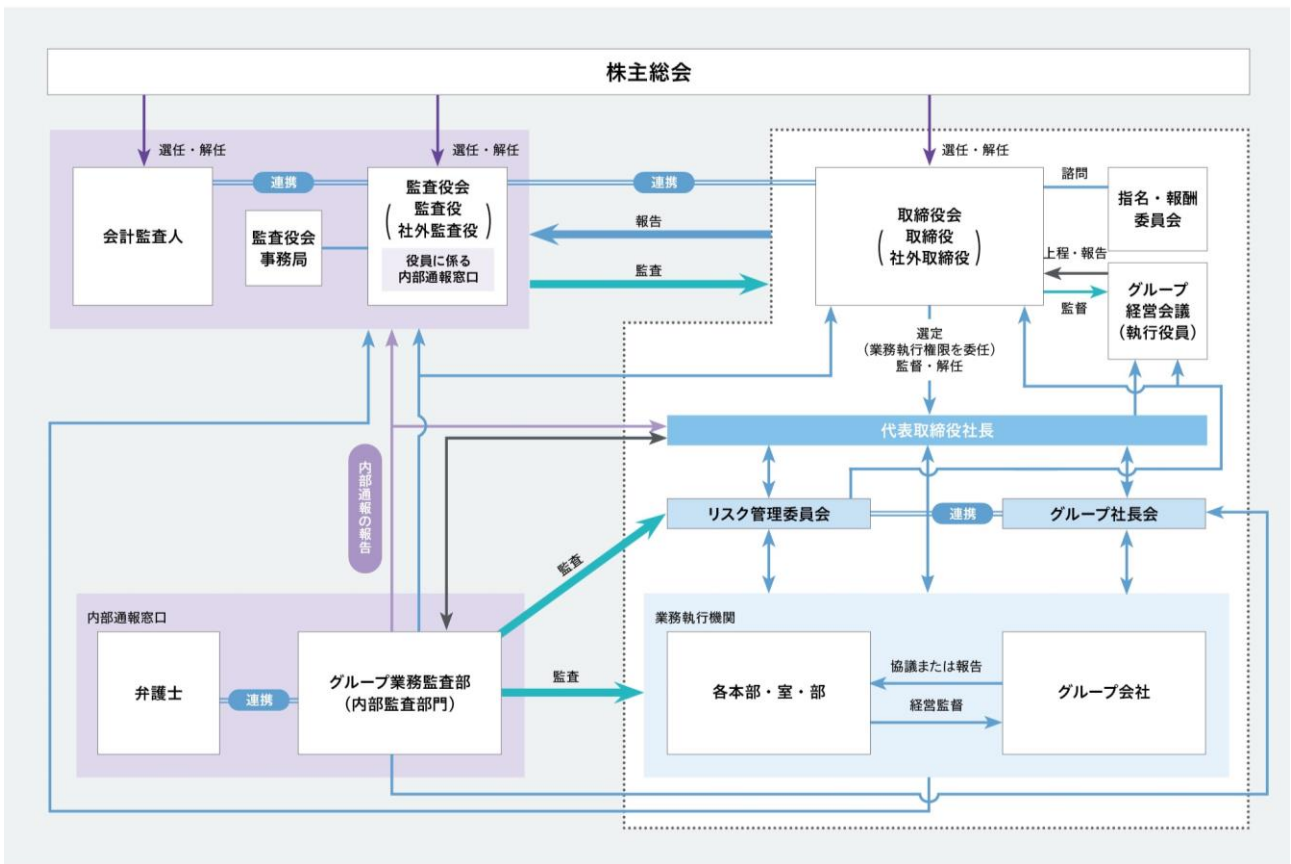 株主総会
選任・解任
選任・解任
選任・解任
会計監査人
連携
監査役会
事務局
監査役会
(監査役
社外監査役)
役員に係る
内部通報窓口
連携
報告
監査
取締役会
(取締役
社外取締役)
諮問
指名・報酬
委員会
上程・報告
監督
グループ
経営会議
(執行役員)
選定
(業務執行権限を委任)
監督・解任
代表取締役社長
内部通報の報告
リスク管理委員会
連携
グループ社長会
監査
内部通報窓口
弁護士
連携
グループ業務監査部
(内部監査部門)
監査
業務執行機関
各本部・室・部
協議または報告
経営監督
グループ会社